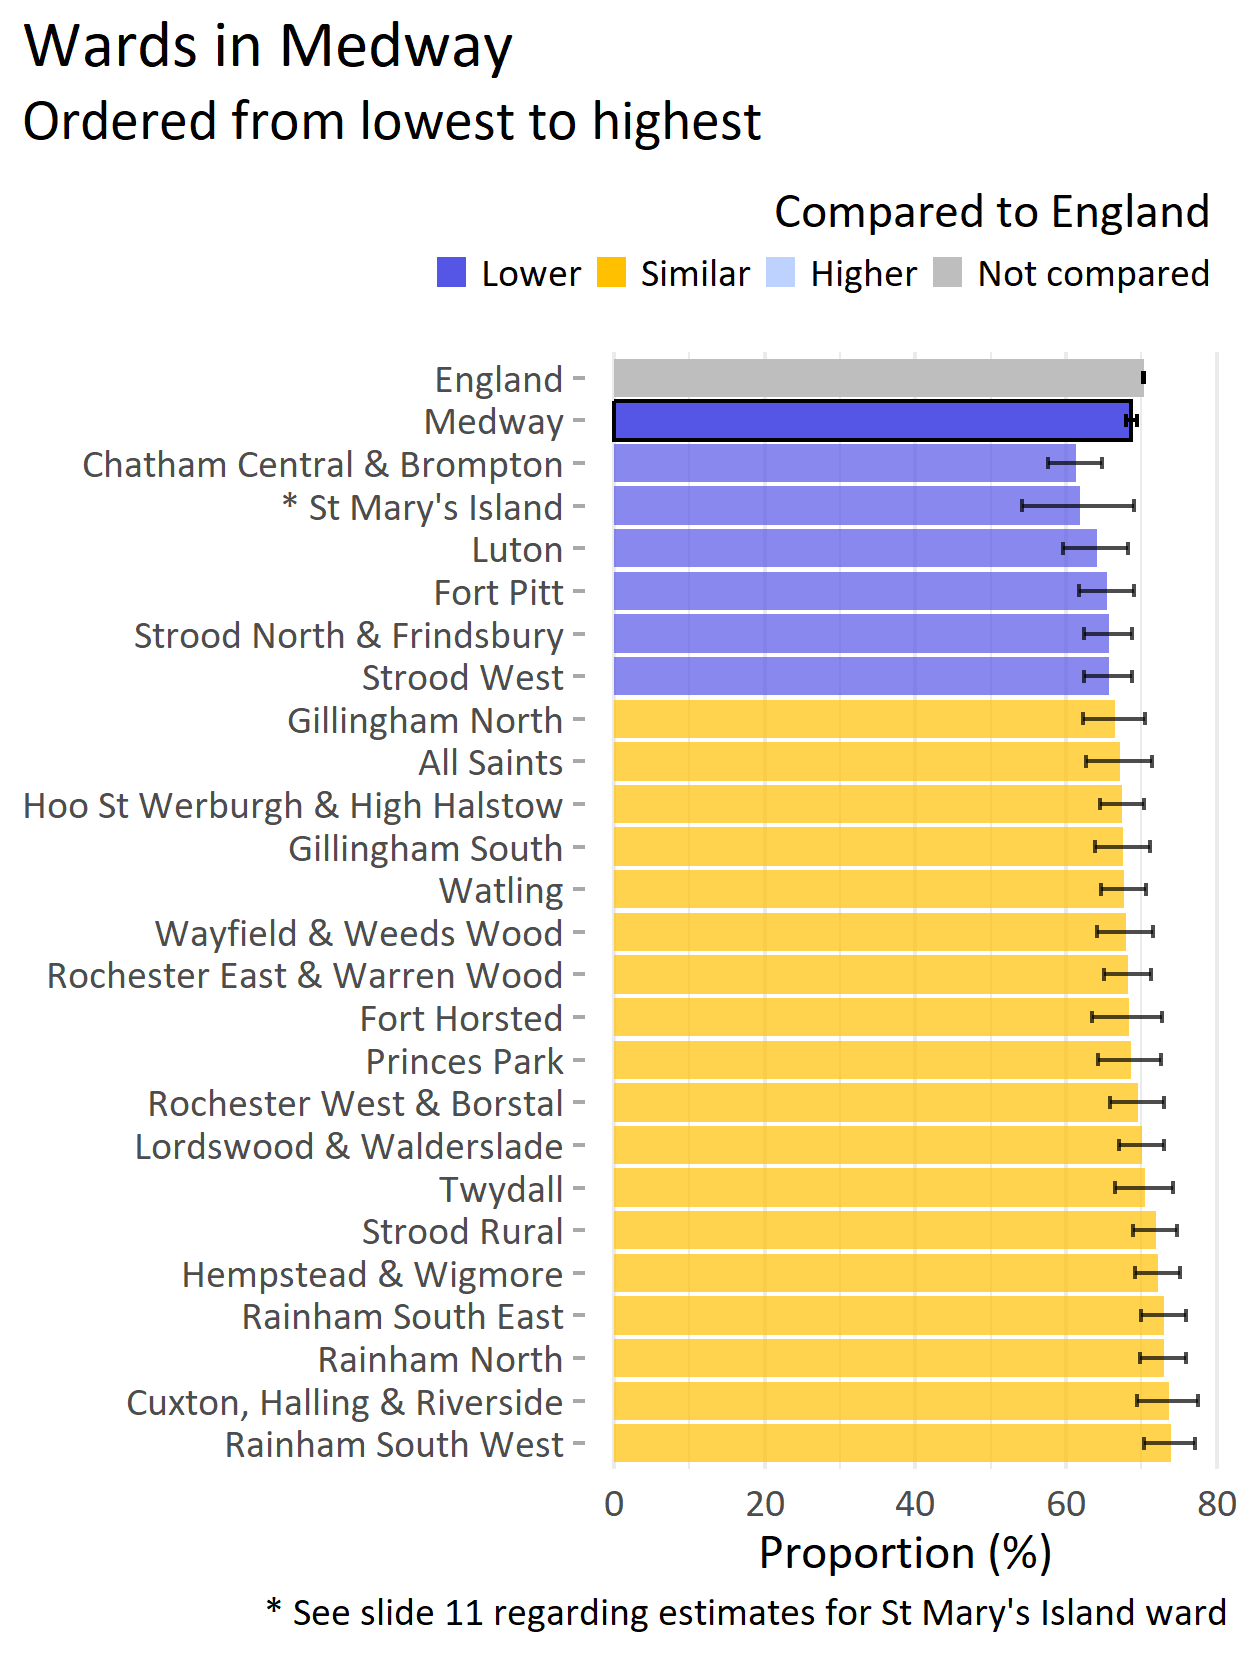 Wards in Medway
Ordered from lowest to highest
Compared to England
Lower Similar Higher Not compared
England
Medway
Chatham Central & Brompton
* St Mary's Island
Luton
Fort Pitt
Strood North & Frindsbury
Strood West
Gillingham North
All Saints
Hoo St Werburgh & High Halstow
Gillingham South
Watling
Wayfield & Weeds Wood
Rochester East & Warren Wood
Fort Horsted
Princes Park
Rochester West & Borstal
Lordswood & Walderslade
Twydall
Strood Rural
Hempstead & Wigmore
Rainham South East
Rainham North
Cuxton, Halling & Riverside
Rainham South West
0 20 40 60 80
Proportion (%)
* See slide 11 regarding estimates for St Mary's Island ward